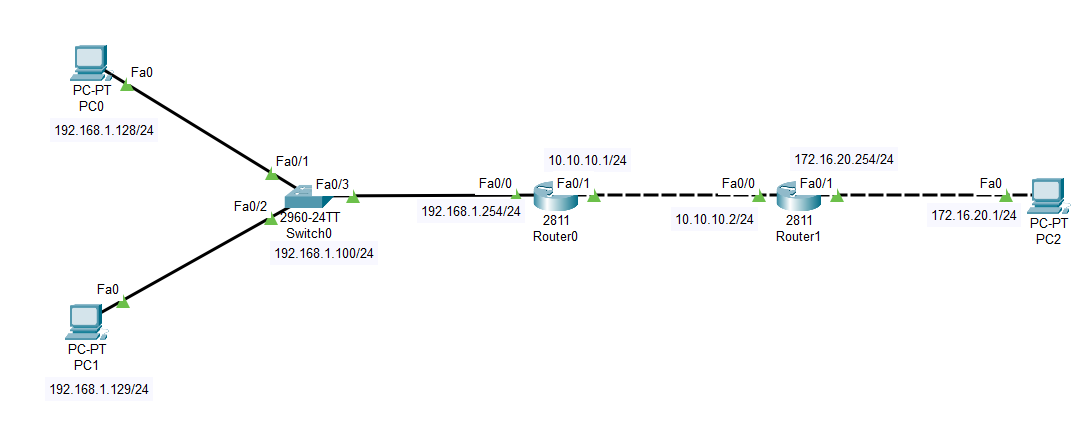 Fa0
PC-PT
PC0
192.168.1.128/24
Fa0/1
Fa0/2
Fa0/3
2960-24TT
Switch0
192.168.1.100/24
Fa0
PC-PT
PC1
192.168.1.129/24
Fa0/0
192.168.1.254/24
10.10.10.1/24
Fa0/1
2811
Router0
Fa0/0
10.10.10.2/24
172.16.20.254/24
Fa0/1
2811
Router1
Fa0
172.16.20.1/24
PC-PT
PC2